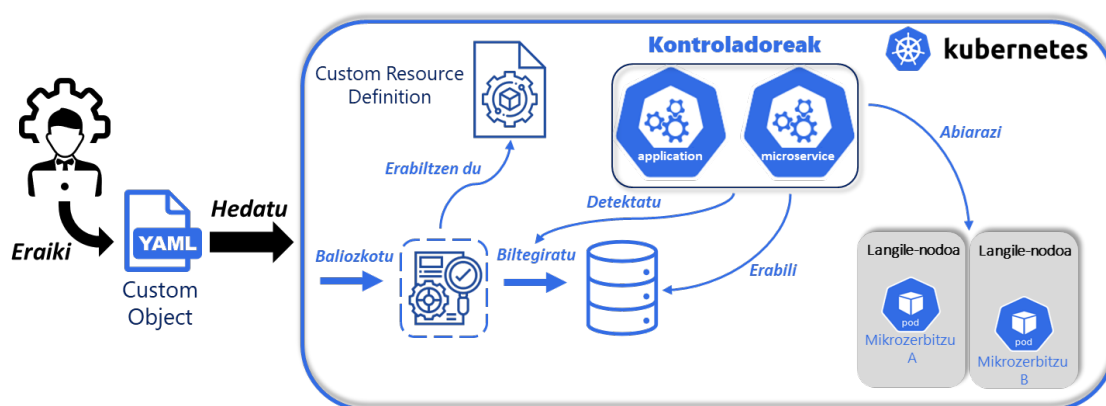 Eraiki
YAML
Custom
Object
Hedatu
Custom Resource
Definition
Erabiltzen du
Baliozkotu
Biltegiratu
Kontroladoreak
application
microservice
Detektatu
Erabili
kubernetes
Abiarazi
Langile-nodoa
pod
Mikrozerbitzu
A
Langile-nodoa
pod
Mikrozerbitzu
B